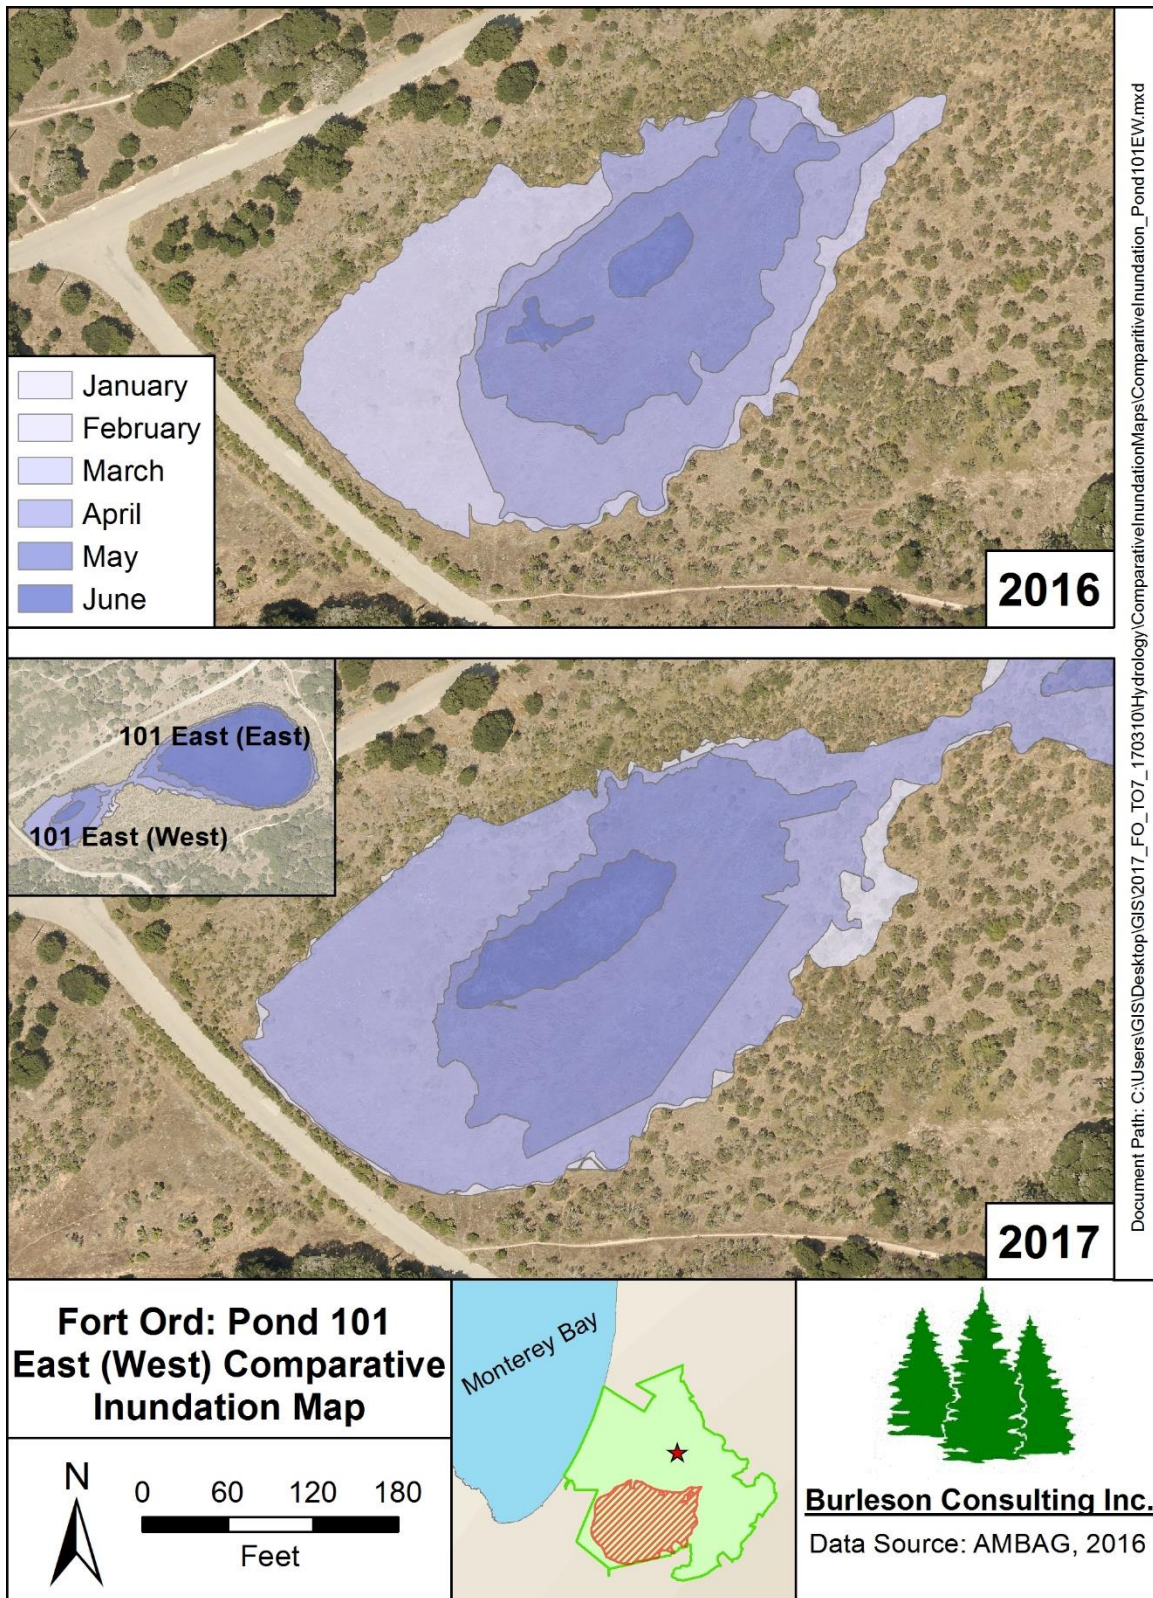 January
February
March
April
May
June
2016
101 East (East)
101 East (West)
2017
Document Path: C:\Users\GIS\Desktop\GIS\2017_FO_TO7_170310\Hydrology\ComparativeInundationMaps\ComparitiveInundation_Pond101EW.mxd
Fort Ord: Pond 101
East (West) Comparative
Inundation Map
N
0 60 120 180
Feet
Monterey Bay
Burleson Consulting Inc.
Data Source: AMBAG, 2016